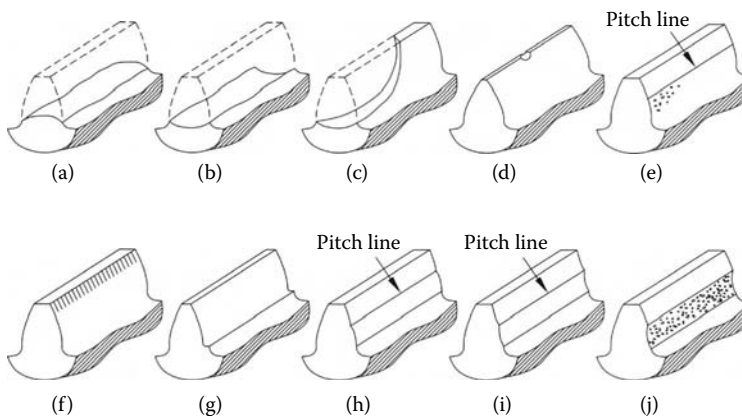 Pitch line
(a) (b) (c) (d) (e)
Pitch line Pitch line
(f) (g) (h) (i) (j)